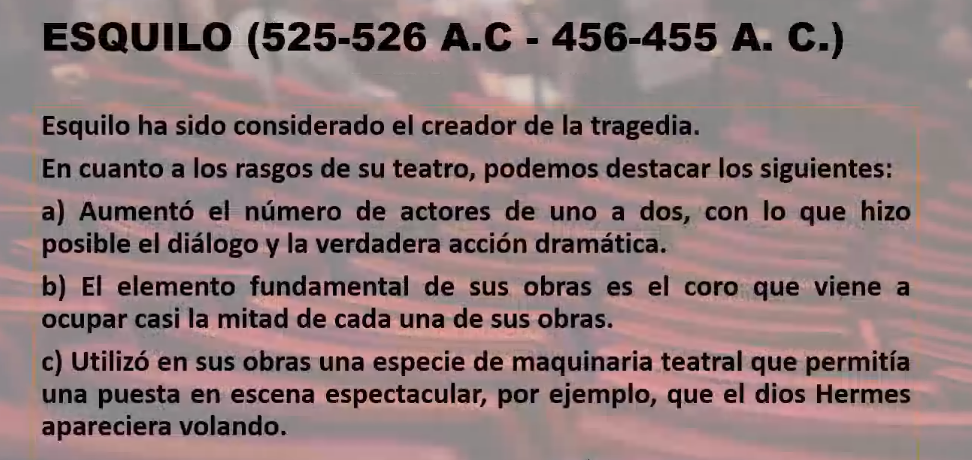 ESQUILO (525-526 A.C - 456-455 A. C.)
Esquilo ha sido considerado el creador de la tragedia.
En cuanto a los rasgos de su teatro, podemos destacar los siguientes:
a) Aumentó el número de actores de uno a dos, con lo que hizo
posible el diálogo y la verdadera acción dramática.
b) El elemento fundamental de sus obras es el coro que viene a
ocupar casi la mitad de cada una de sus obras.
c) Utilizó en sus obras una especie de maquinaria teatral que permitía
una puesta en escena espectacular, por ejemplo, que el dios Hermes
apareciera volando.